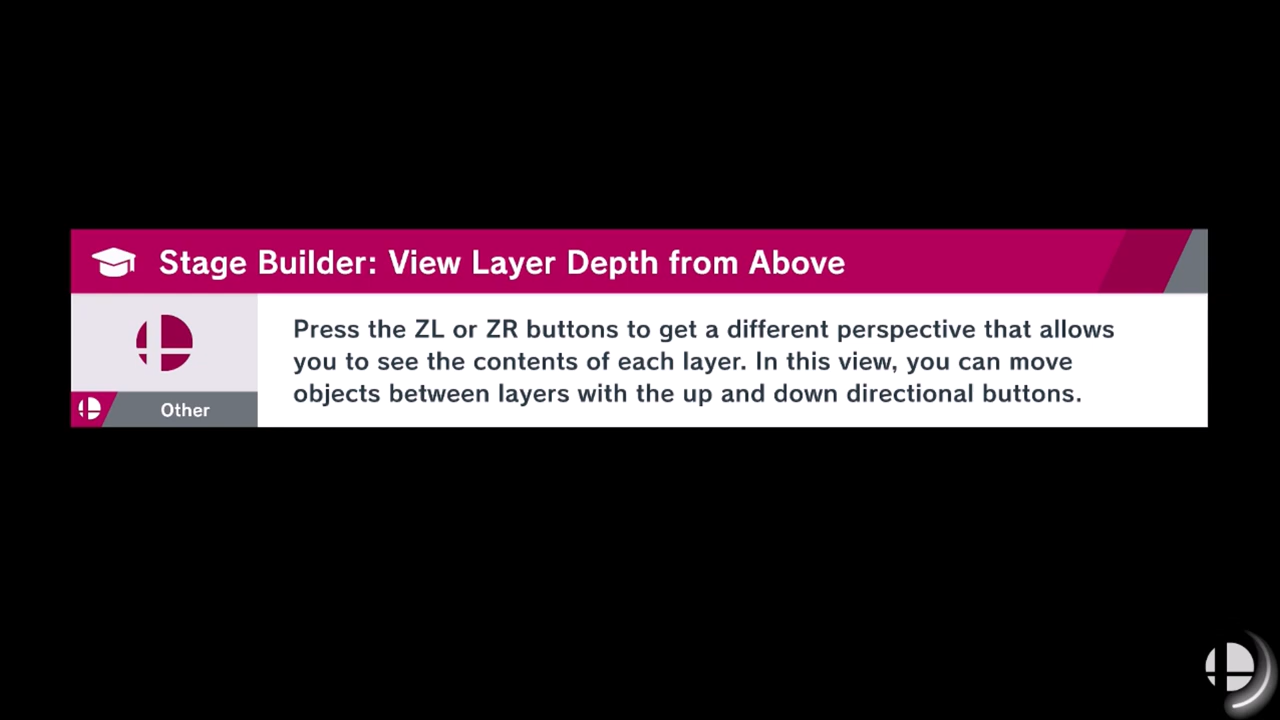 Stage Builder: View Layer Depth from Above
Press the ZL or ZR buttons to get a different perspective that allows
you to see the contents of each layer. In this view, you can move
objects between layers with the up and down directional buttons.
Other